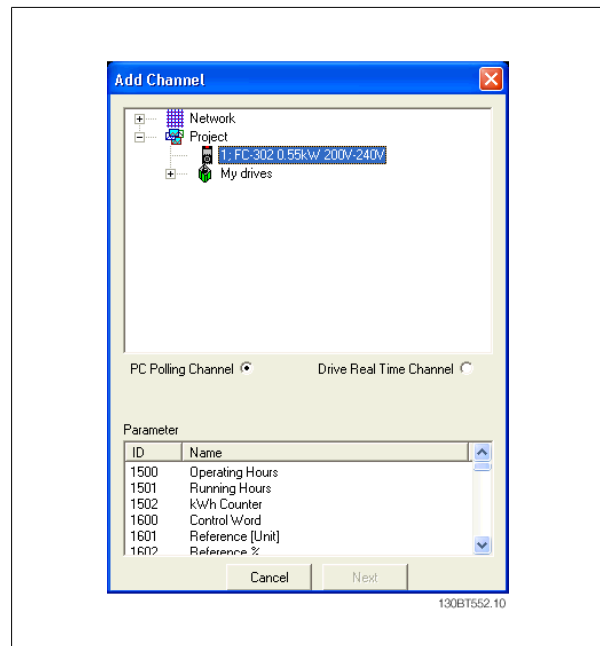 Add Channel
Network
Project
1; FC-302 0.55kW 200V-240V
My drives
PC Polling Channel Drive Real Time Channel
Parameter
ID Name
1500 Operating Hours
1501 Running Hours
1502 kWh Counter
1600 Control Word
1601 Reference [Unit]
1602 Reference %
Cancel Next
130BT552.10